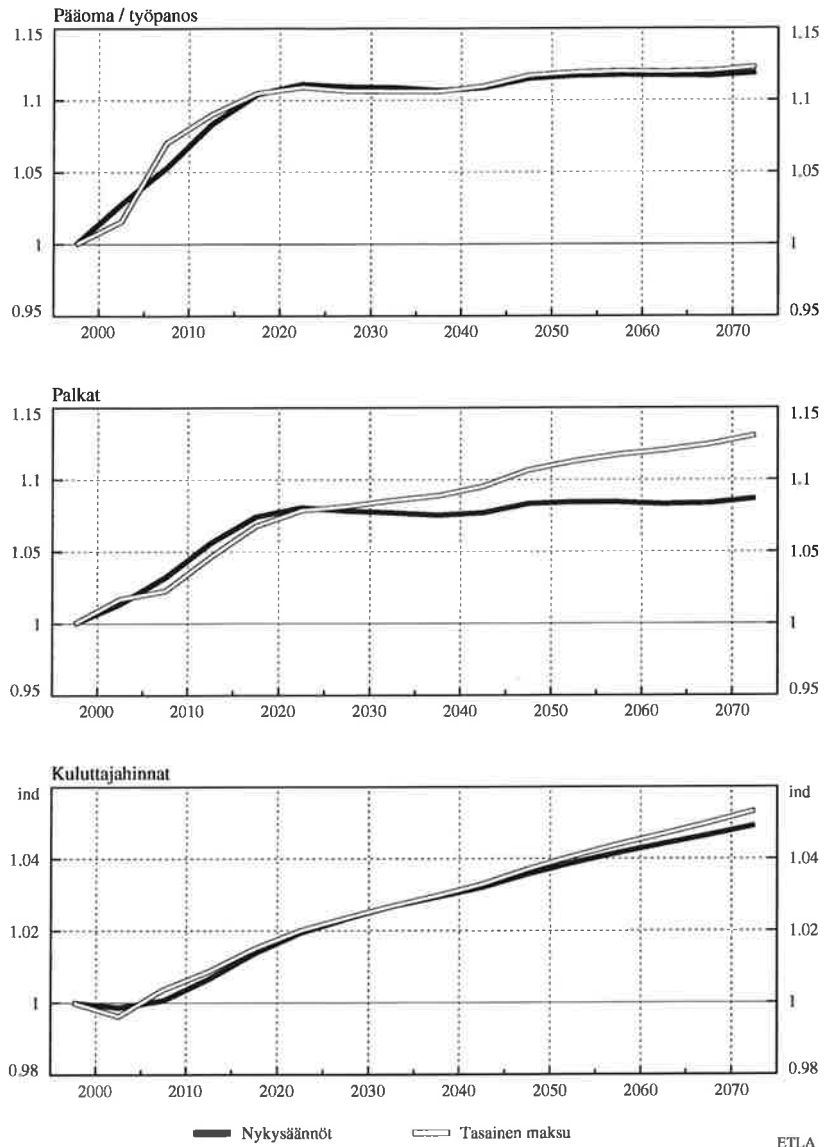 Pääoma / työpanos
1.15 1.15
1.1 1.1
1.05 1.05
1 1
0.95 0.95
2000 2010 2020 2030 2040 2050 2060 2070
Palkat
1.15 1.15
1.1 1.1
1.05 1.05
1 1
0.95 0.95
2000 2010 2020 2030 2040 2050 2060 2070
Kuluttajahinnat
ind ind
1.04 1.04
1.02 1.02
1 1
0.98 0.98
2000 2010 2020 2030 2040 2050 2060 2070
Nykysäännöt Tasainen maksu
ETLA